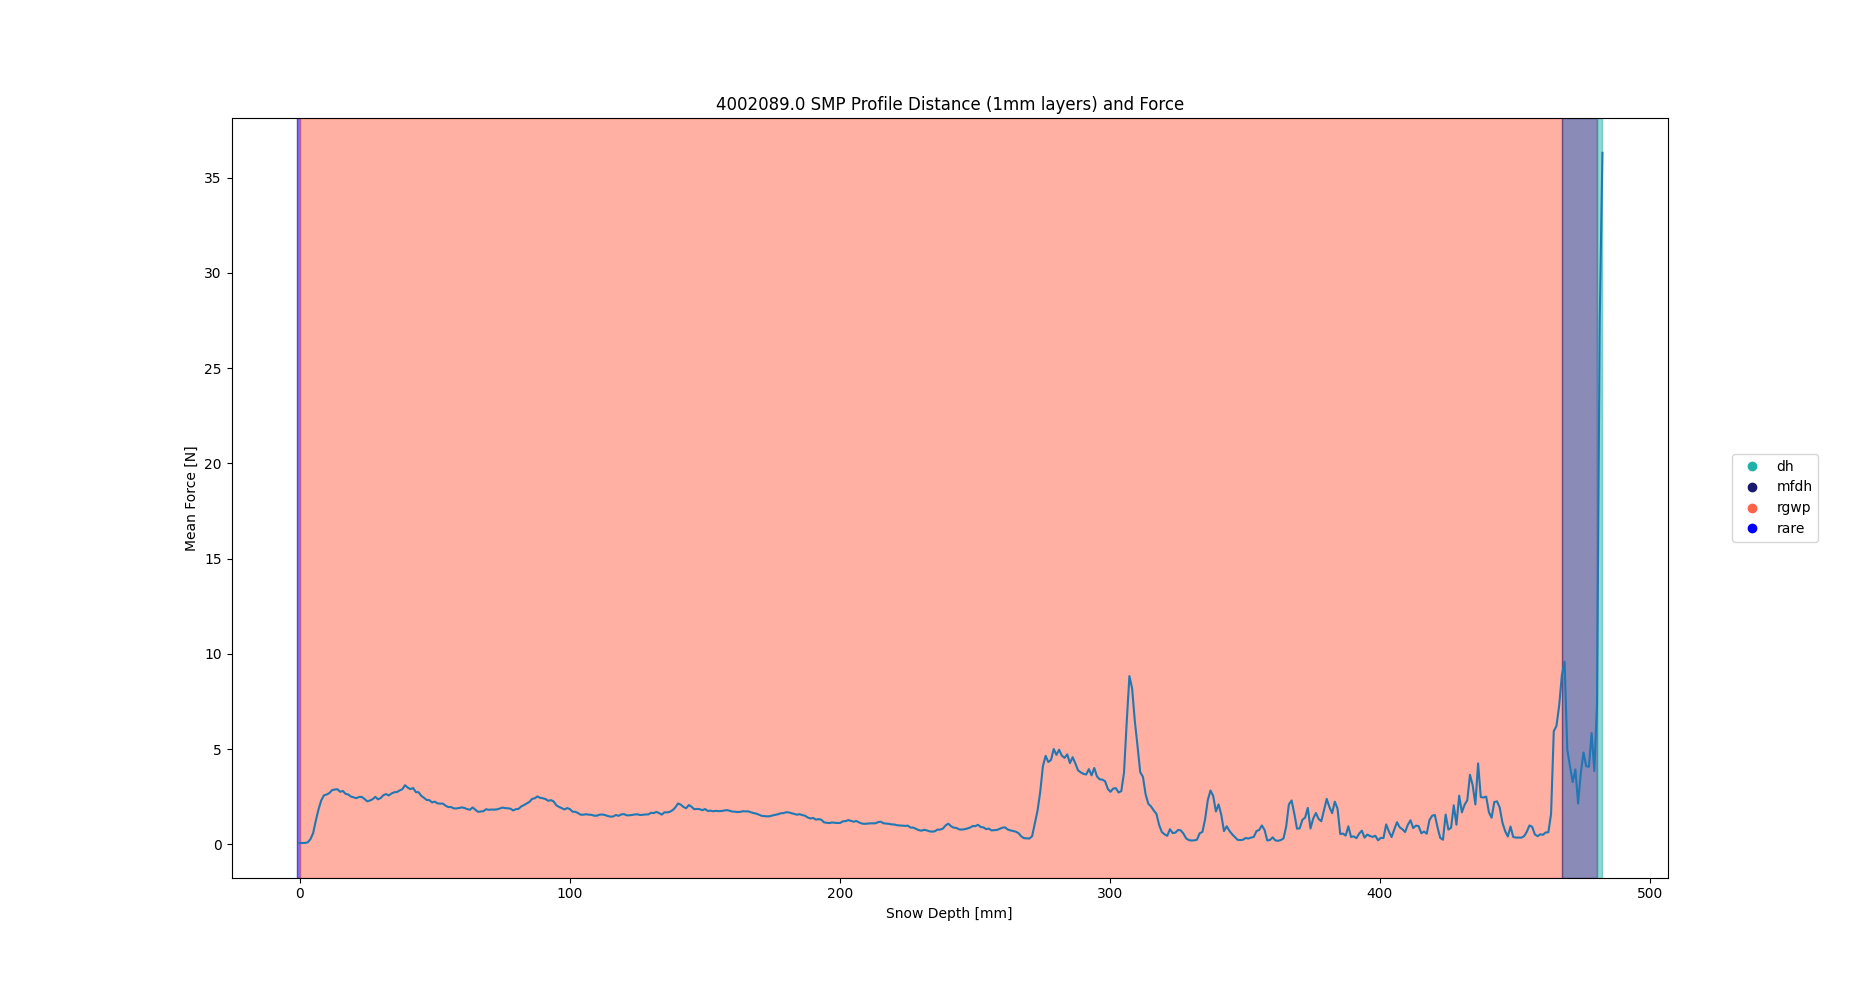 4002089.0 SMP Profile Distance (1mm layers) and Force
35
30
25
20
15
10
5
0
Mean Force [N]
0 100 200 300 400 500
Snow Depth [mm]
dh
mfdh
rgwp
rare